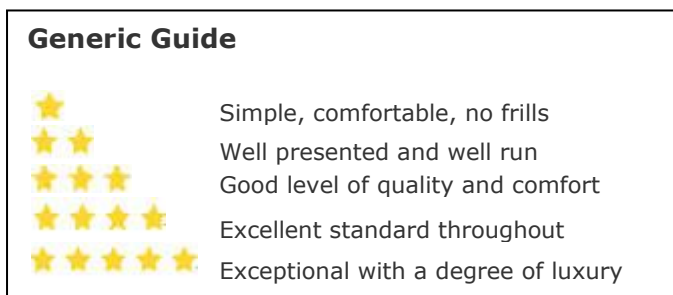 Generic Guide
Simple, comfortable, no frills
Well presented and well run
Good level of quality and comfort
Excellent standard throughout
Exceptional with a degree of luxury